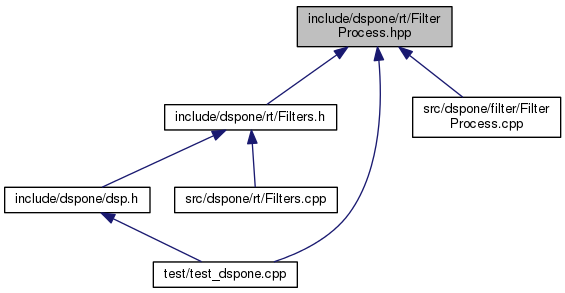 include/dspone/rt/Filter
Process.hpp
include/dspone/rt/Filters.h
src/dspone/filter/Filter
Process.cpp
include/dspone/dsp.h
src/dspone/rt/Filters.cpp
test/test_dspone.cpp